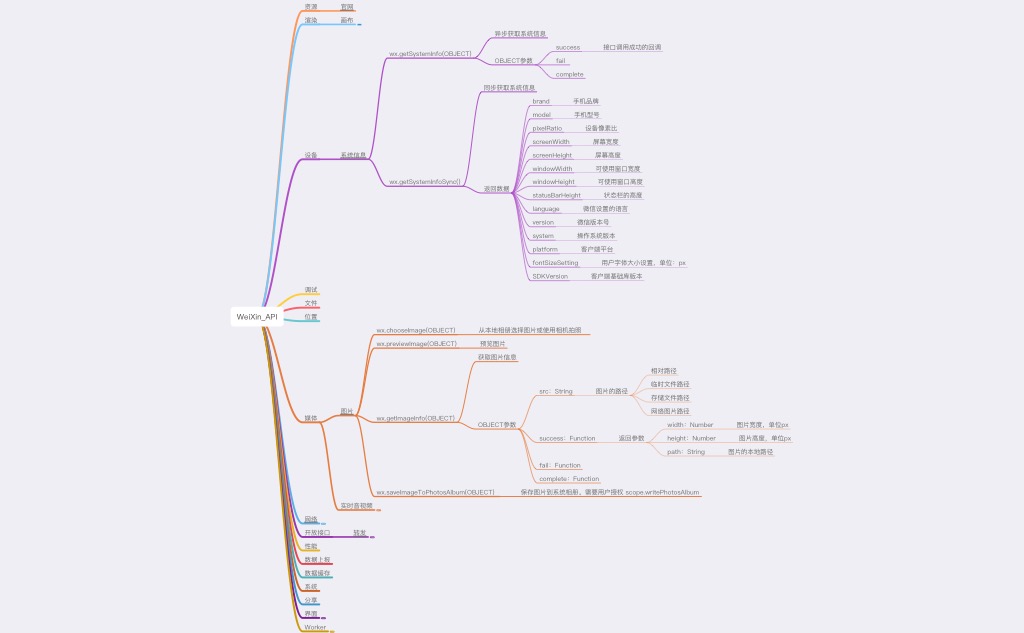 资源 官网
渲染 画布
WeiXin_API
设备 系统信息
wx.getSystemInfo(OBJECT)
异步获取系统信息
OBJECT参数
success 接口调用成功的回调
fail
complete
wx.getSystemInfoSync()
同步获取系统信息
返回数据
brand 手机品牌
model 手机型号
pixelRatio 设备像素比
screenWidth 屏幕宽度
screenHeight 屏幕高度
windowWidth 可使用窗口宽度
windowHeight 可使用窗口高度
statusBarHeight 状态栏的高度
language 微信设置的语言
version 微信版本号
system 操作系统版本
platform 客户端平台
fontSizeSetting 用户字体大小设置，单位：px
SDKVersion 客户端基础库版本
调试
文件
位置
媒体 图片
wx.chooseImage(OBJECT) 从本地相册选择图片或使用相机拍照
wx.previewImage(OBJECT) 预览图片
wx.getImageInfo(OBJECT)
获取图片信息
OBJECT参数
src：String 图片的路径
相对路径
临时文件路径
存储文件路径
网络图片路径
success：Function 返回参数
width：Number 图片宽度，单位px
height：Number 图片高度，单位px
path：String 图片的本地路径
fail：Function
complete：Function
wx.saveImageToPhotosAlbum(OBJECT) 保存图片到系统相册，需要用户授权 scope.writePhotosAlbum
实时音视频
网络
开放接口 转发
性能
数据上报
数据缓存
系统
分享
界面
Worker